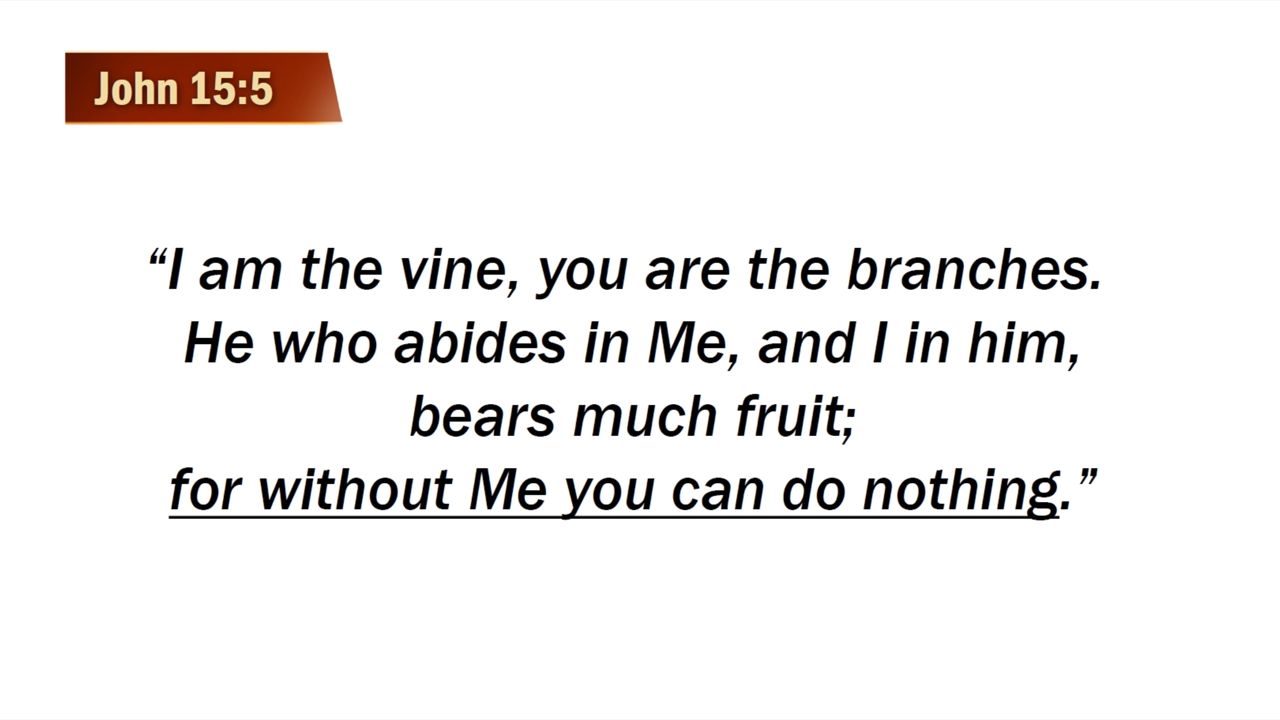 John 15:5
“I am the vine, you are the branches.
He who abides in Me, and I in him,
bears much fruit;
for without Me you can do nothing.”